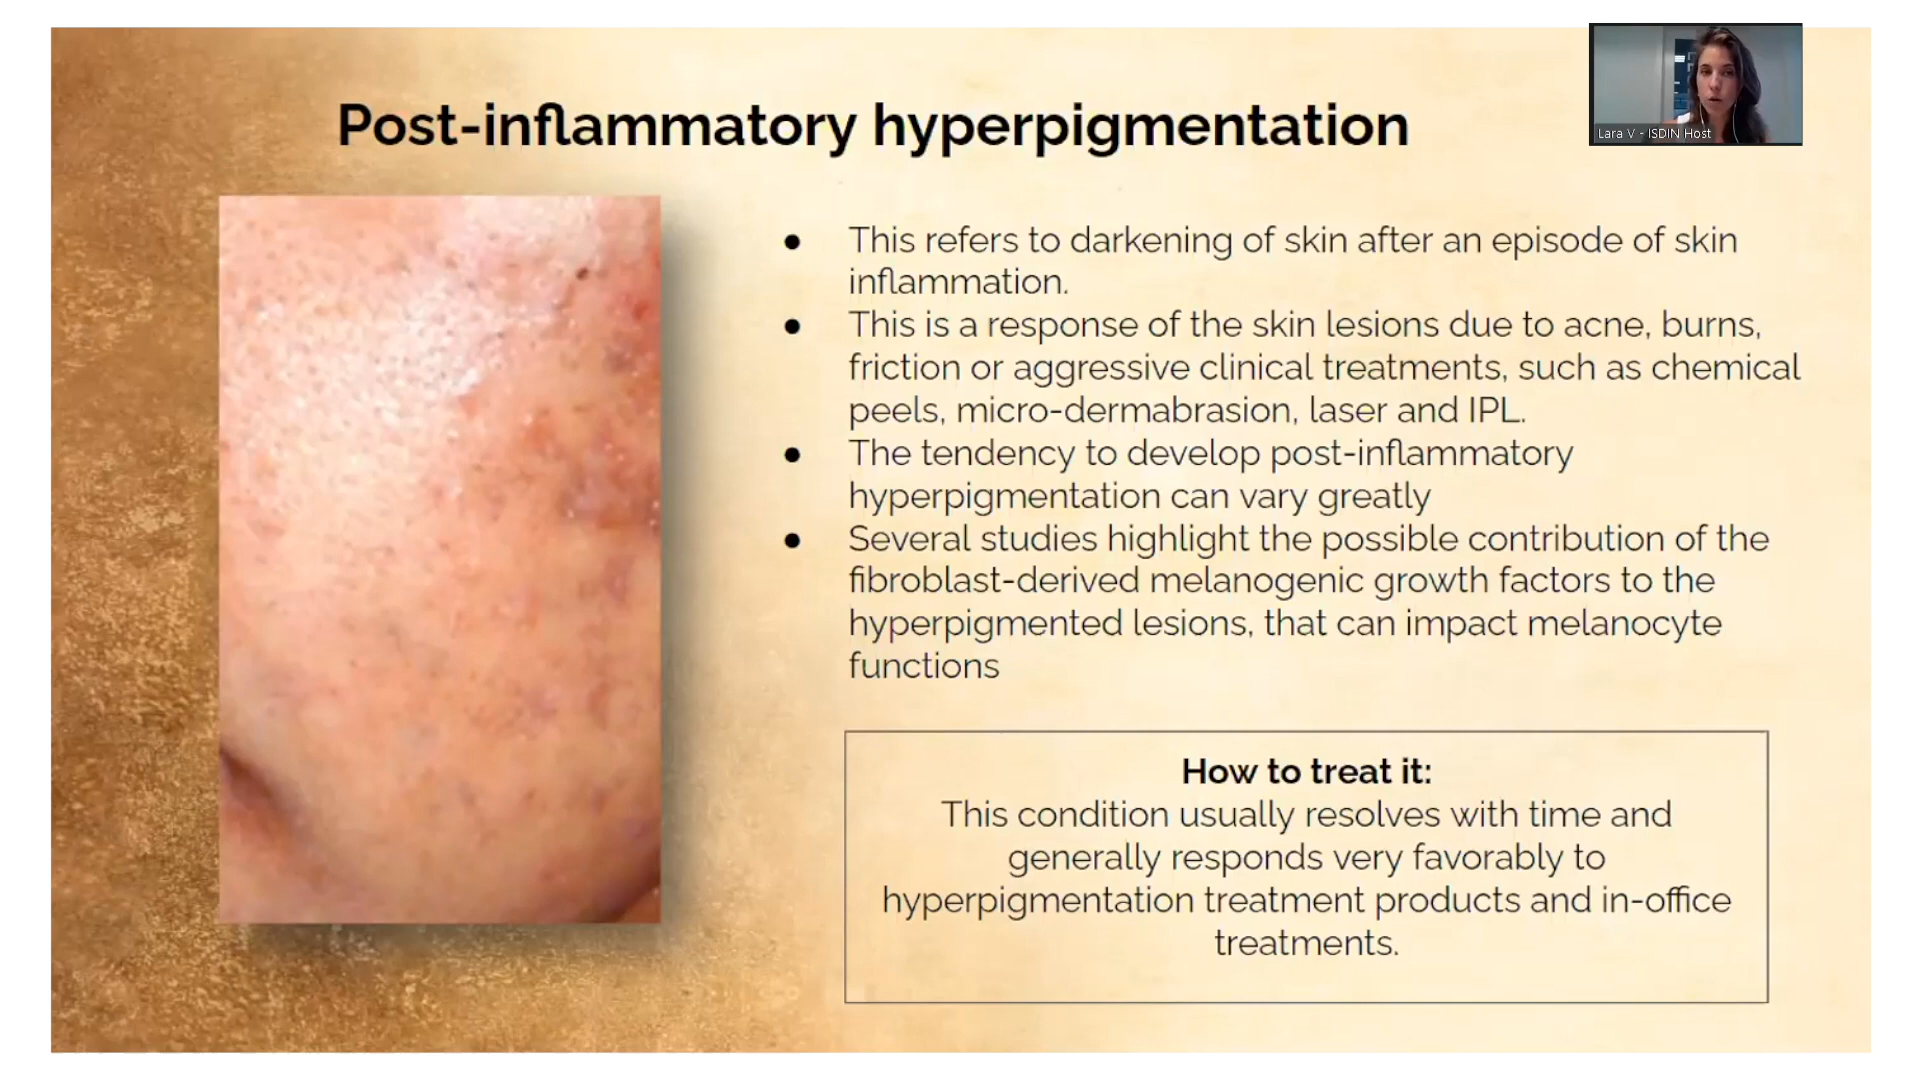 Post-inflammatory hyperpigmentation
Lara V - ISDIN Host
● This refers to darkening of skin after an episode of skin
inflammation.
● This is a response of the skin lesions due to acne, burns,
friction or aggressive clinical treatments, such as chemical
peels, micro-dermabrasion, laser and IPL.
● The tendency to develop post-inflammatory
hyperpigmentation can vary greatly
● Several studies highlight the possible contribution of the
fibroblast-derived melanogenic growth factors to the
hyperpigmented lesions, that can impact melanocyte
functions
How to treat it:
This condition usually resolves with time and
generally responds very favorably to
hyperpigmentation treatment products and in-office
treatments.